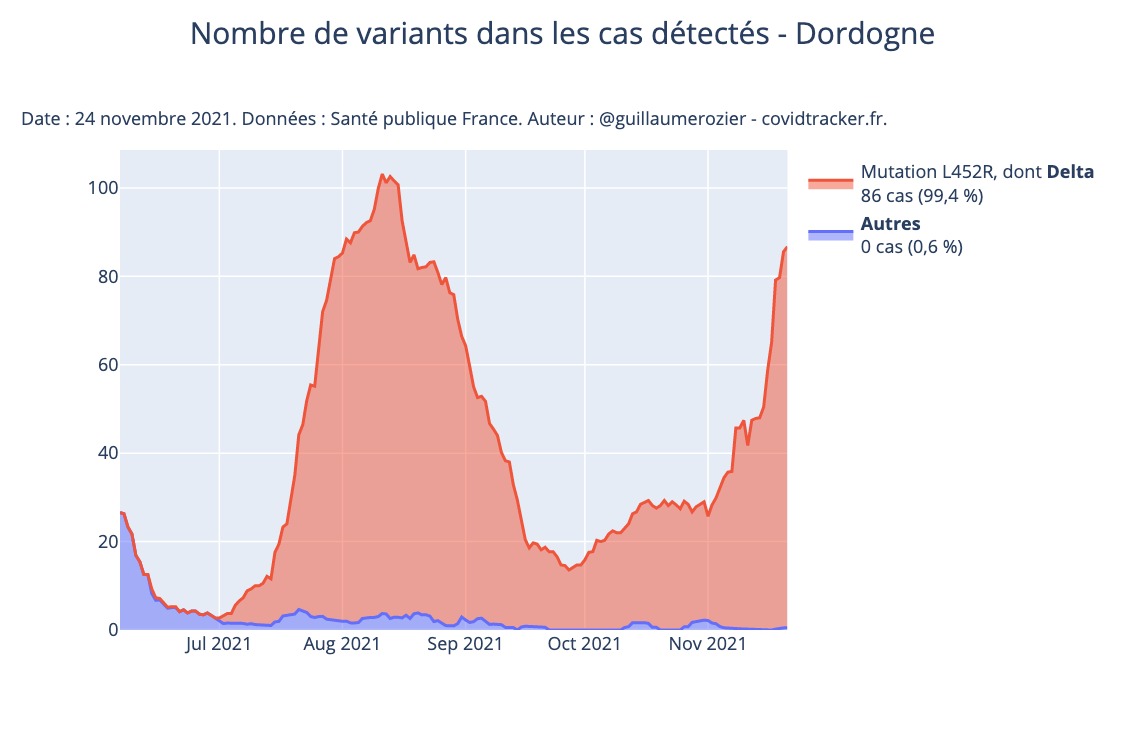 Nombre de variants dans les cas détectés - Dordogne
Date : 24 novembre 2021. Données : Santé publique France. Auteur : @guillaumerozier - covidtracker.fr.
Mutation L452R, dont Delta
86 cas (99,4 %)
Autres
0 cas (0,6 %)
100
80
60
40
20
0
Jul 2021 Aug 2021 Sep 2021 Oct 2021 Nov 2021